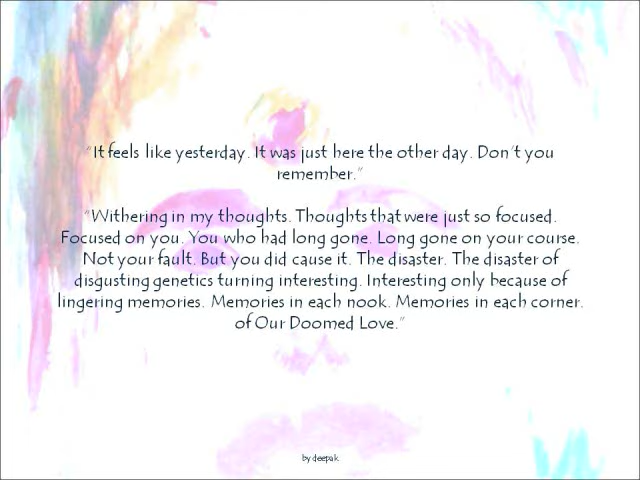 “It feels like yesterday. It was just here the other day. Don’t you
remember.”
“Withering in my thoughts. Thoughts that were just so focused.
Focused on you. You who had long gone. Long gone on your course.
Not your fault. But you did cause it. The disaster. The disaster of
disgusting genetics turning interesting. Interesting only because of
lingering memories. Memories in each nook. Memories in each corner.
of Our Doomed Love.”
by deepak